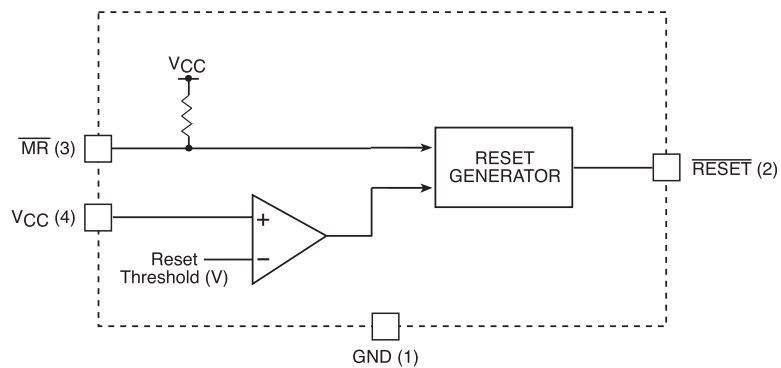 VCC
MR (3)
RESET
GENERATOR
RESET (2)
VCC (4)
+
Reset
Threshold (V)
−
GND (1)